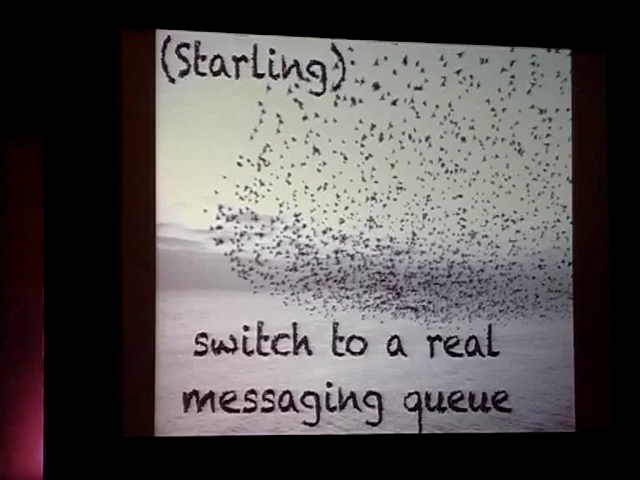 (Starling)
switch to a real
messaging queue